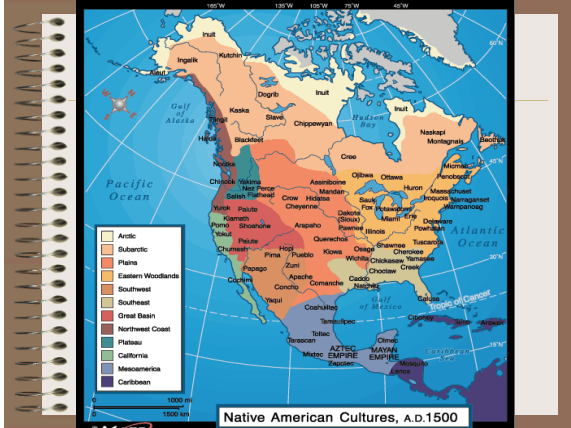 165°W 135°W 105°W 75°W 45°W
Inuit
Kutchin
Ingalik
Aleut
Inuit
Dogrib
Slave
Kaska
Chippewyan
Inuit
60°N
Gulf
of
Alaska
Tlingit
Haida
Hudson
Bay
Naskapi
Montagnais
Beothuk
Blackfeet
Cree
45°N
Nootka
Micmac
Penobscot
Ojibwa Ottawa
Pacific
Ocean
Chinook
Yakima
Nez Perce
Salish Flathead
Assiniboine
Mandan
Hidatsa
Crow
Cheyenne
Huron
Massachuset
Iroquois Narraganset
Wampanoag
Sauk
Fox Potawatomi
Miami Erie
Yurok Paiute
Klamath
Pomo
Yokut
Shoshone
Dakota
(Sioux)
Arapaho
Pawnee
Illinois
Delaware
Powhatan
Atlantic
Ocean
Chumash
Paiute
Hopi
Querechos
Osage
Shawnee
Tuscarora
Cherokee
Pima
Pueblo
Kiowa
Wichita
Chickasaw Yamasee
30°N
Zuni
Choctaw Creek
Papago
Apache
Caddo
Natchez
Cochimi
Concho
Comanche
Yaqui
Coahuiltec
Gulf
of Mexico
Calusa
Tropic of Cancer
Tamaulipec
Ciboney
Taino
Arawak
Toltec
Tarascan
Olmec
AZTEC
EMPIRE
MAYAN
EMPIRE
Caribbean
Sea
15°N
Mixtec
Zapotec
Mosquito
Lenca
N
E
S
W
Arctic
Subarctic
Plains
Eastern Woodlands
Southwest
Southeast
Great Basin
Northwest Coast
Plateau
California
Mesoamerica
Caribbean
0 1000 mi
0 1500 km
Native American Cultures, A.D.1500